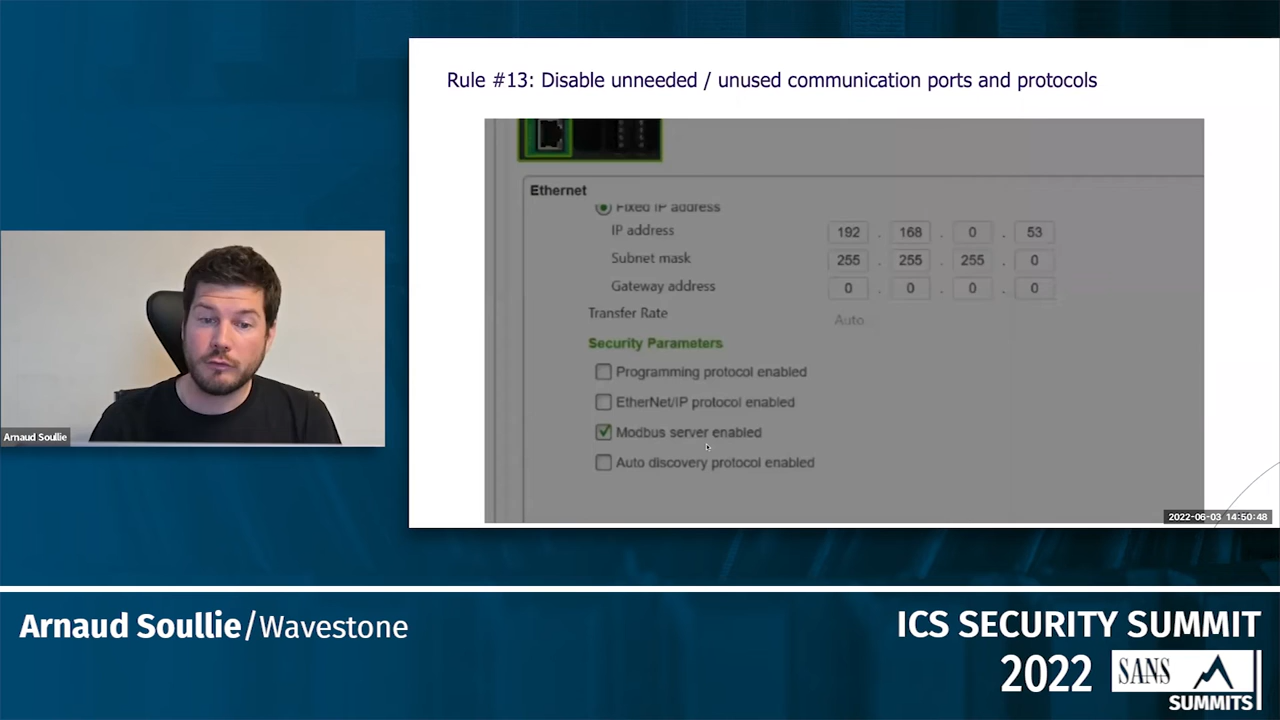 Rule #13: Disable unneeded / unused communication ports and protocols
Ethernet
Fixed IP address
IP address 192 . 168 . 0 . 53
Subnet mask 255 . 255 . 255 . 0
Gateway address 0 . 0 . 0 . 0
Transfer Rate Auto
Security Parameters
Programming protocol enabled
EtherNet/IP protocol enabled
Modbus server enabled
Auto discovery protocol enabled
2022-06-03 14:50:48
Arnaud Soullie
Arnaud Soullie/Wavestone
ICS SECURITY SUMMIT
2022 SANS
SUMMITS